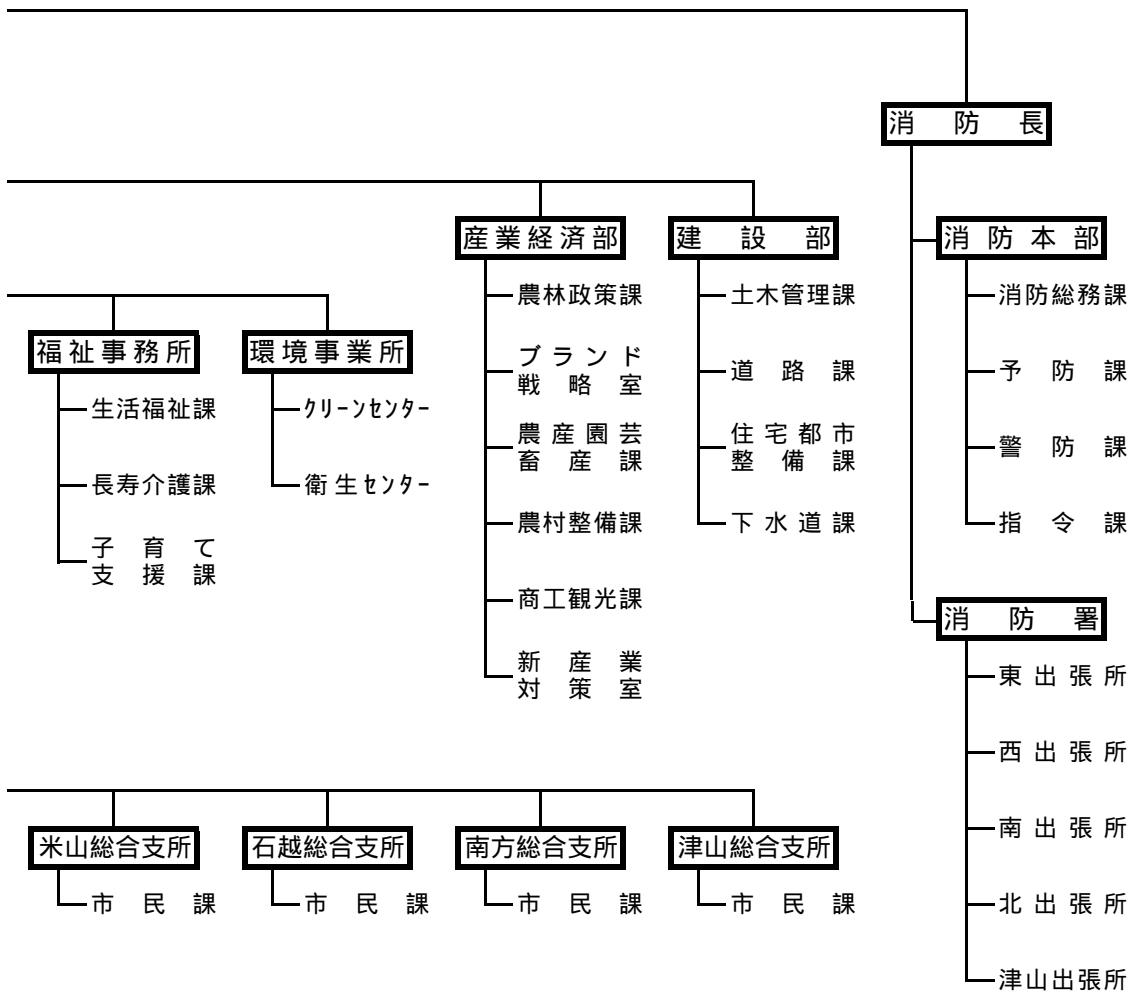 消防長
産業経済部
建設部
消防本部
農林政策課
土木管理課
消防総務課
福祉事務所
環境事業所
ブランド
戦略室
道路課
予防課
生活福祉課
ｸﾘｰﾝｾﾝﾀｰ
農産園芸
畜産課
住宅都市
整備課
警防課
長寿介護課
衛生ｾﾝﾀｰ
農村整備課
下水道課
指令課
子育て
支援課
商工観光課
消防署
新産業
対策室
東出張所
西出張所
米山総合支所
石越総合支所
南方総合支所
津山総合支所
南出張所
市民課
市民課
市民課
市民課
北出張所
津山出張所